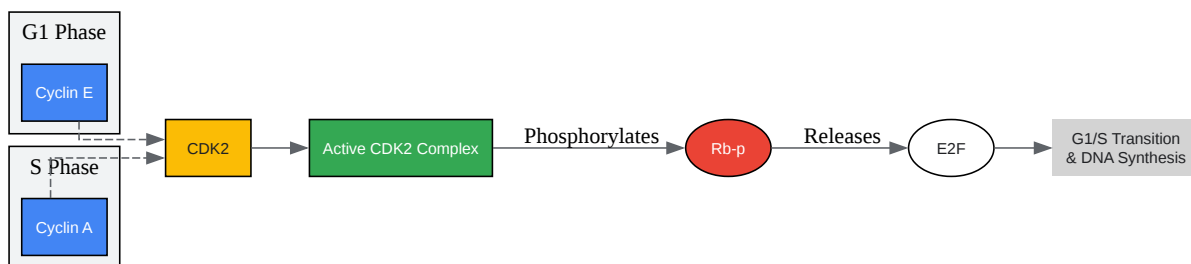 G1 Phase
Cyclin E
S Phase
Cyclin A
CDK2
Active CDK2 Complex
Phosphorylates
Rb-p
Releases
E2F
G1/S Transition
& DNA Synthesis